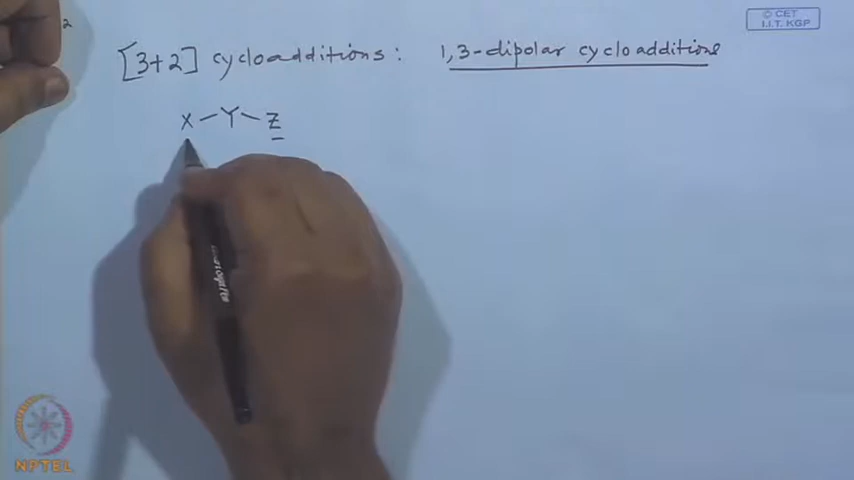 © CET
I.I.T. KGP
[3+2] cycloadditions: 1,3-dipolar cycloadditions
X-Y-Z
NPTEL